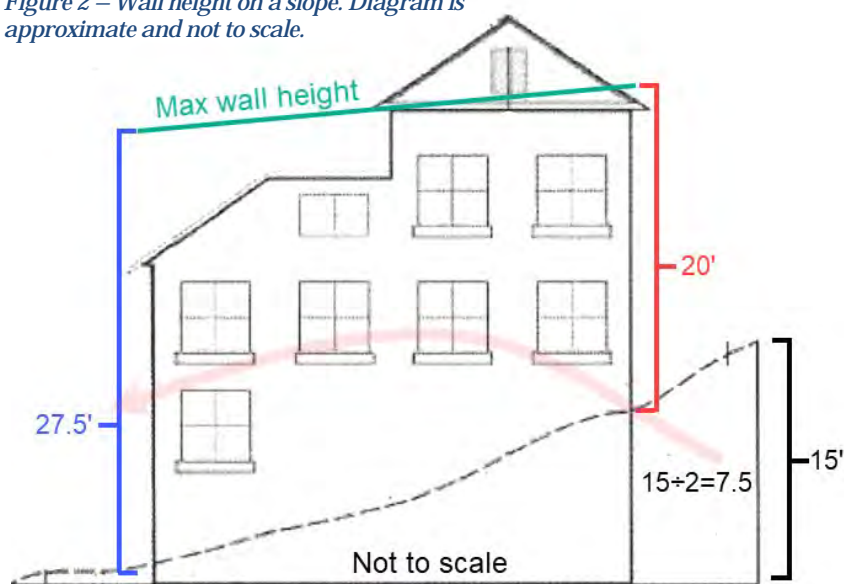 Figure 2 – Wall height on a slope. Diagram is
approximate and not to scale.
Max wall height
20'
27.5'
15'
15÷2=7.5
Not to scale